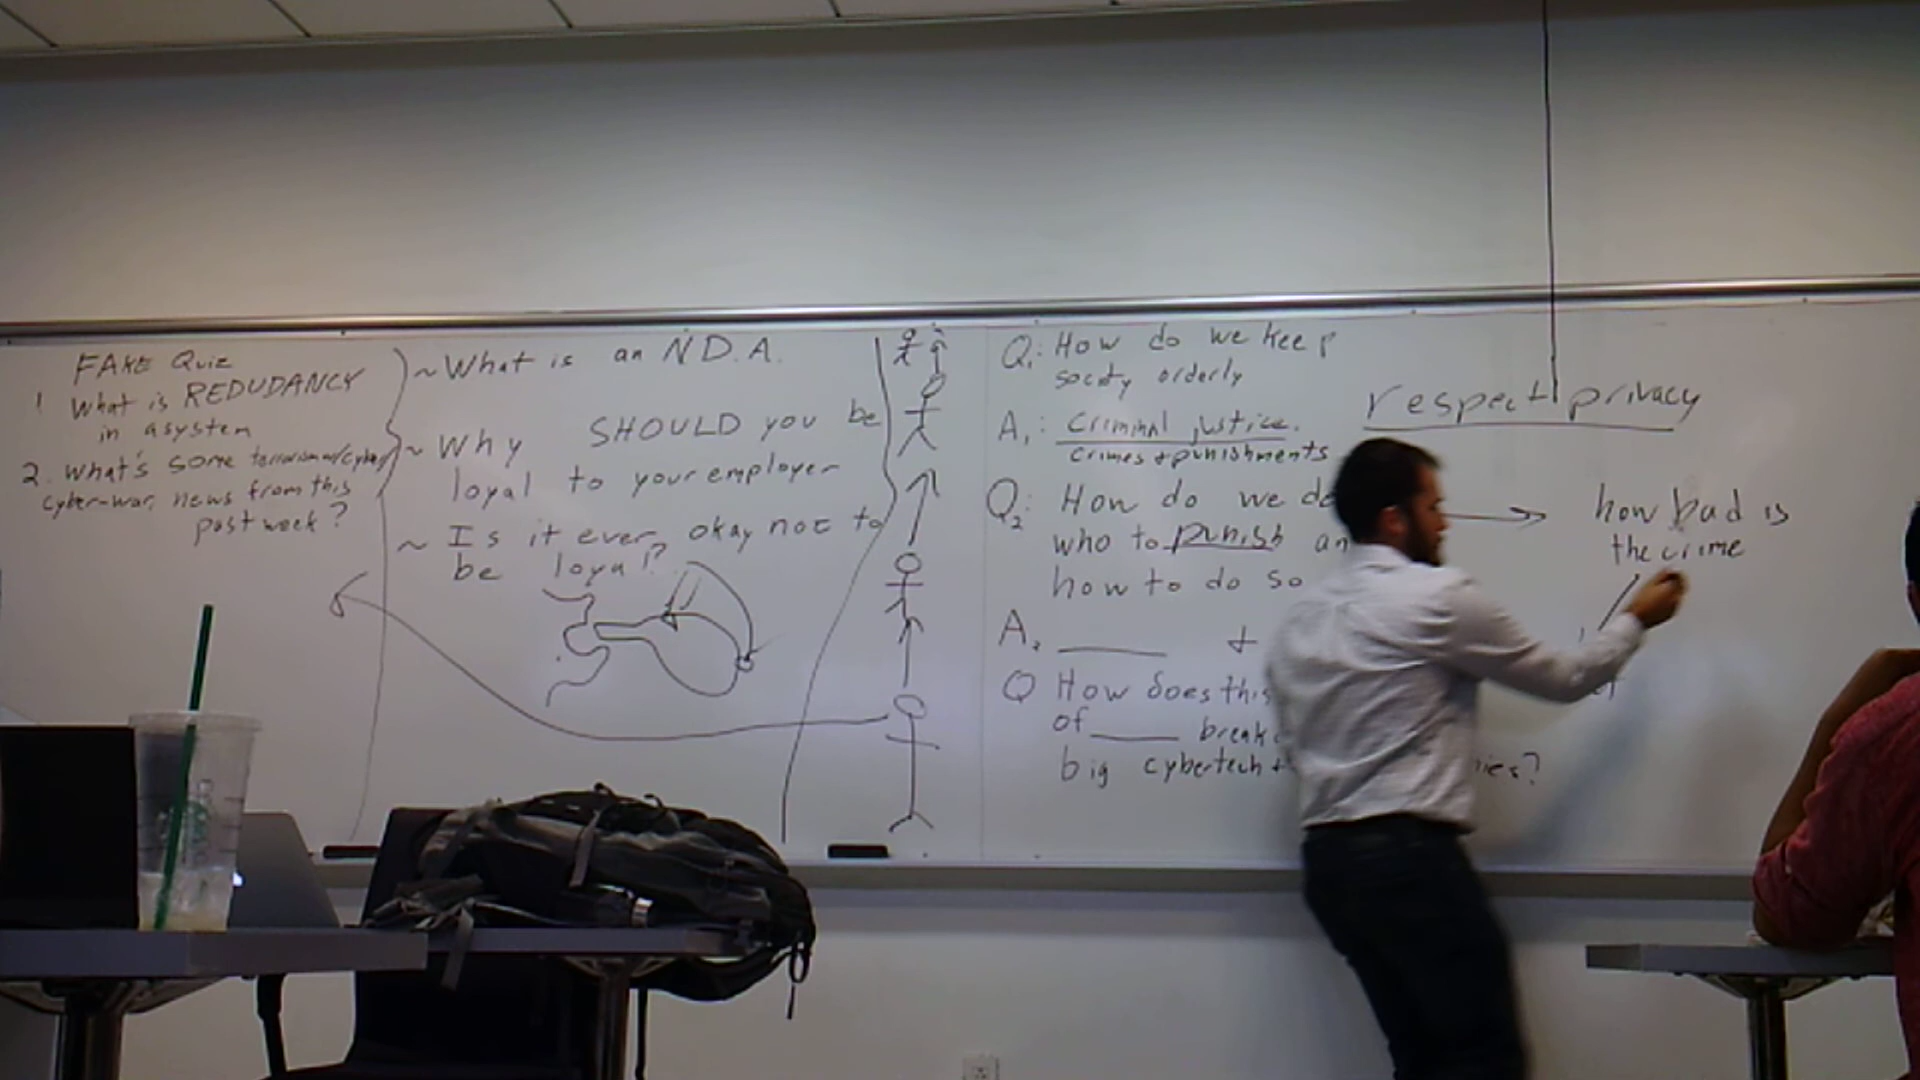 FAKE Quiz
1 What is REDUDANCY
in a system
2. What's some terrorism/cyber/
cyber-war, news from this
past week?
~What is an N.D.A.
~ Why SHOULD you be
loyal to your employer
~ Is it ever okay not to
be loyal?
Q1: How do we keep
society orderly
A1: Criminal justice.
crimes + punishments
Q2: How do we
who to punish
how to do so
A2 ____ +
Q How does this
of ____ break
big cybertech
respect privacy
how bad is
the crime